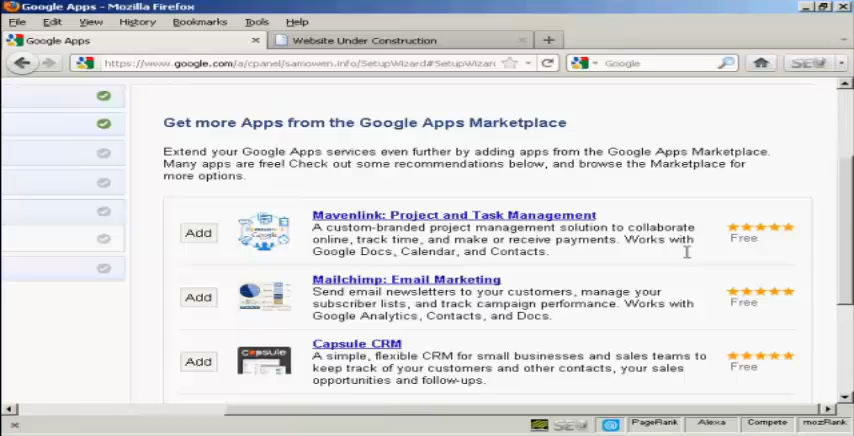 Google Apps - Mozilla Firefox
File Edit View History Bookmarks Tools Help
Google Apps Website Under Construction
https://www.google.com/a/cpanel/samowen.info/SetupWizard#SetupWizar Google SE
Get more Apps from the Google Apps Marketplace
Extend your Google Apps services even further by adding apps from the Google Apps Marketplace.
Many apps are free! Check out some recommendations below, and browse the Marketplace for
more options.
Add
Mavenlink: Project and Task Management
A custom-branded project management solution to collaborate
online, track time, and make or receive payments. Works with
Google Docs, Calendar, and Contacts.
Free
Add
Mailchimp: Email Marketing
Send email newsletters to your customers, manage your
subscriber lists, and track campaign performance. Works with
Google Analytics, Contacts, and Docs.
Free
Add
Capsule
Capsule CRM
A simple, flexible CRM for small businesses and sales teams to
keep track of your customers and other contacts, your sales
opportunities and follow-ups.
Free
SE PageRank Alexa Compete mozRank